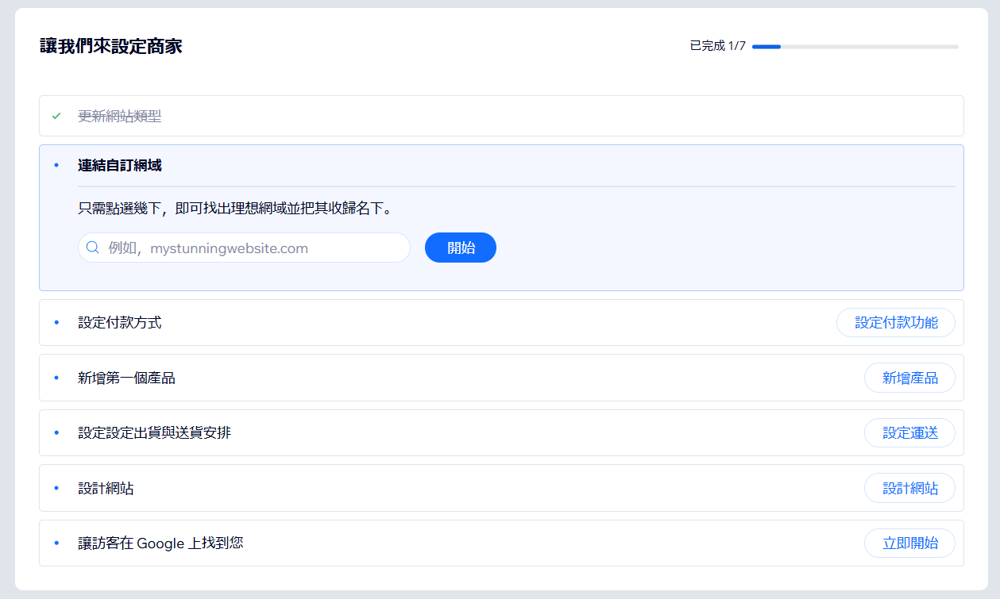 讓我們來設定商家
已完成 1/7
更新網站類型
連結自訂網域
只需點選幾下，即可找出理想網域並把其收歸名下。
例如，mystunningwebsite.com
開始
設定付款方式
設定付款功能
新增第一個產品
新增產品
設定設定出貨與送貨安排
設定運送
設計網站
設計網站
讓訪客在 Google 上找到您
立即開始